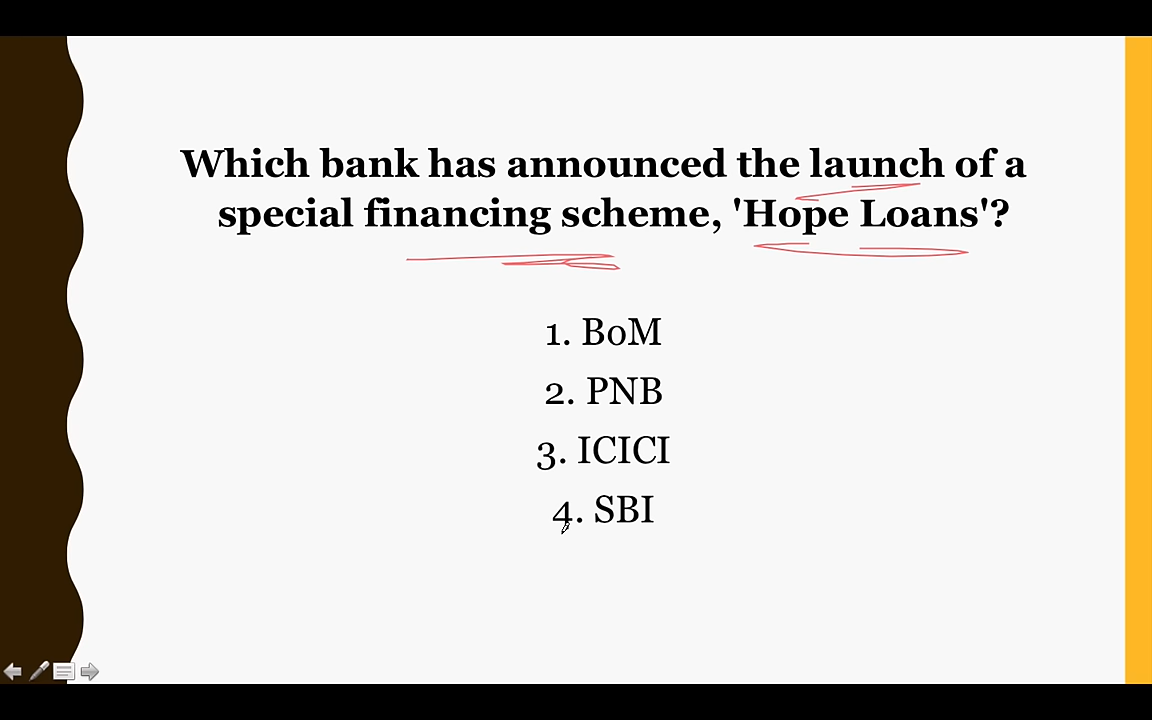 Which bank has announced the launch of a
special financing scheme, 'Hope Loans'?
1. BoM
2. PNB
3. ICICI
4. SBI